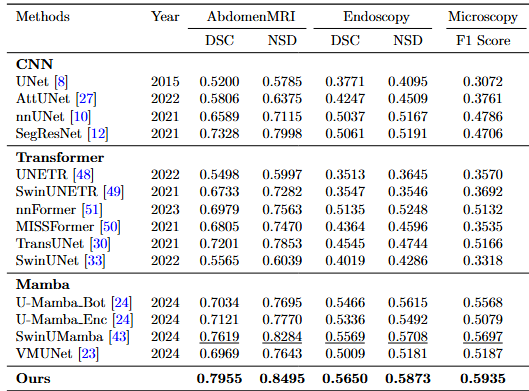 Methods Year AbdomenMRI Endoscopy Microscopy
DSC NSD DSC NSD F1 Score
CNN
UNet [8] 2015 0.5200 0.5785 0.3771 0.4095 0.3072
AttUNet [27] 2022 0.5806 0.6375 0.4247 0.4509 0.3761
nnUNet [10] 2021 0.6589 0.7115 0.5037 0.5167 0.4786
SegResNet [12] 2021 0.7328 0.7998 0.5061 0.5191 0.4706
Transformer
UNETR [48] 2022 0.5498 0.5997 0.3513 0.3645 0.3570
SwinUNETR [49] 2021 0.6733 0.7282 0.3547 0.3546 0.3692
nnFormer [51] 2023 0.6979 0.7563 0.5135 0.5248 0.5132
MISSFormer [50] 2021 0.6805 0.7470 0.4364 0.4596 0.3535
TransUNet [30] 2021 0.7201 0.7853 0.4545 0.4744 0.5166
SwinUNet [33] 2022 0.5565 0.6039 0.4019 0.4286 0.3318
Mamba
U-Mamba_Bot [24] 2024 0.7034 0.7695 0.5466 0.5615 0.5568
U-Mamba_Enc [24] 2024 0.7121 0.7770 0.5336 0.5492 0.5079
SwinUMamba [43] 2024 0.7619 0.8284 0.5569 0.5708 0.5697
VMUNet [23] 2024 0.6969 0.7643 0.5009 0.5181 0.5187
Ours 0.7955 0.8495 0.5650 0.5873 0.5935